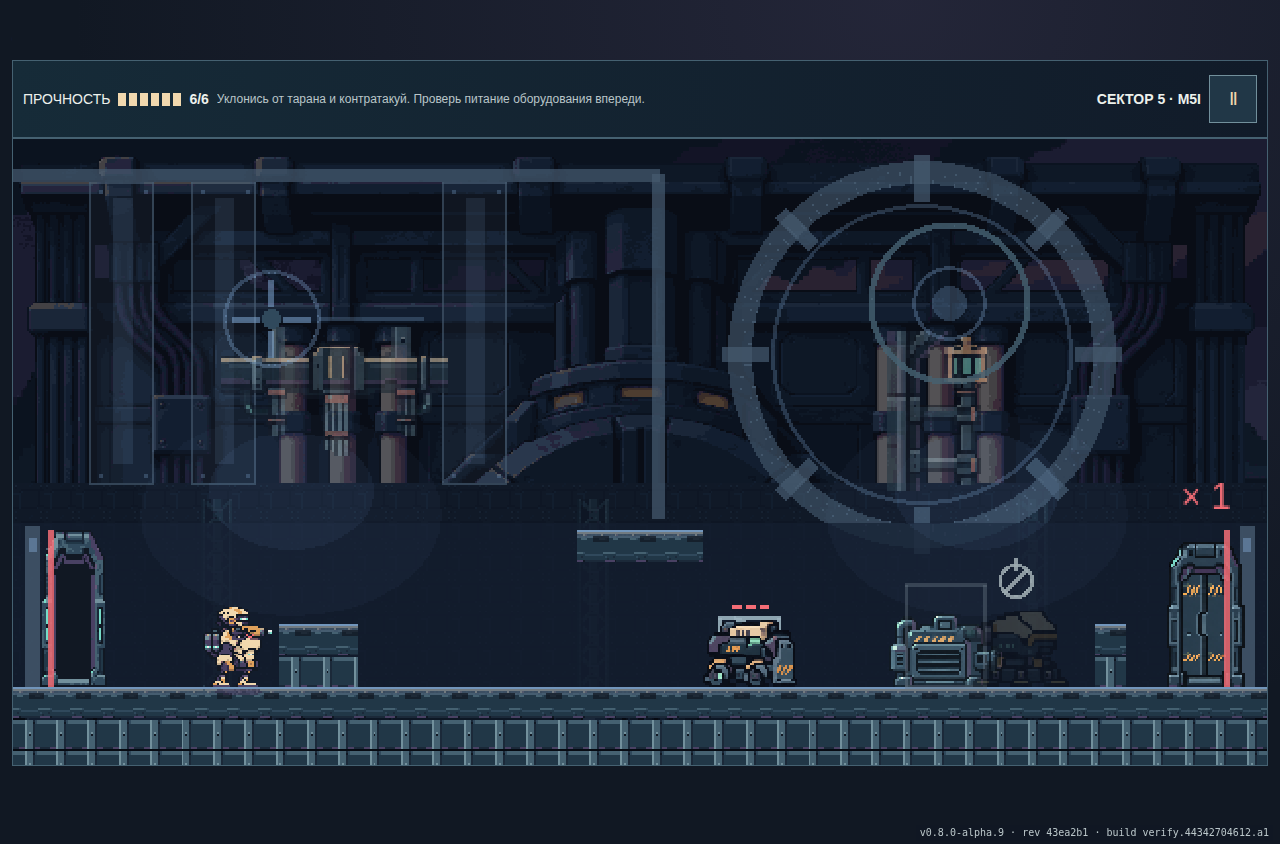 ПРОЧНОСТЬ 6/6 Уклонись от тарана и контратакуй. Проверь питание оборудования впереди. СЕКТОР 5 · M5I II
× 1
v0.8.0-alpha.9 · rev 43ea2b1 · build verify.44342704612.a1